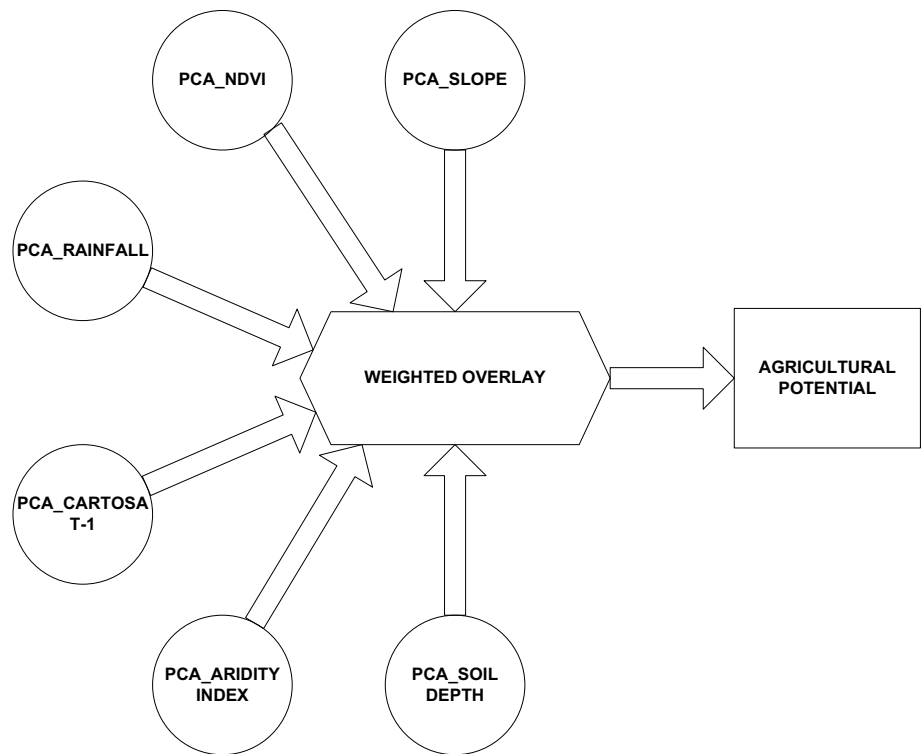 PCA_NDVI
PCA_SLOPE
PCA_RAINFALL
WEIGHTED OVERLAY
AGRICULTURAL
POTENTIAL
PCA_CARTOSA
T-1
PCA_ARIDITY
INDEX
PCA_SOIL
DEPTH